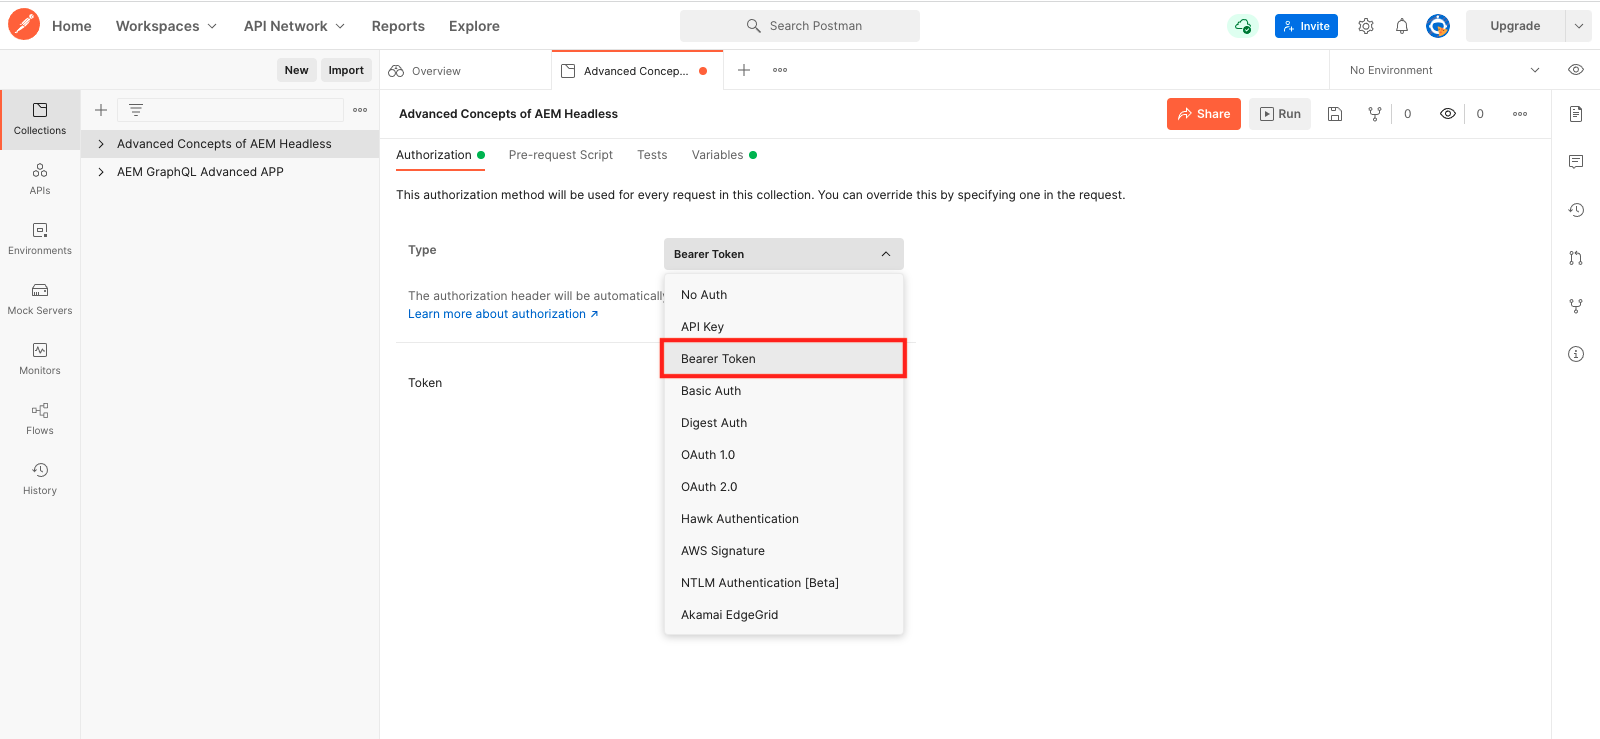 Home
Workspaces
API Network
Reports
Explore
Search Postman
Invite
Upgrade
New
Import
Overview
Advanced Concep...
No Environment
Collections
APIs
Environments
Mock Servers
Monitors
Flows
History
Advanced Concepts of AEM Headless
AEM GraphQL Advanced APP
Advanced Concepts of AEM Headless
Share
Run
0
0
Authorization
Pre-request Script
Tests
Variables
This authorization method will be used for every request in this collection. You can override this by specifying one in the request.
Type
Bearer Token
The authorization header will be automatically
Learn more about authorization ↗
Token
No Auth
API Key
Bearer Token
Basic Auth
Digest Auth
OAuth 1.0
OAuth 2.0
Hawk Authentication
AWS Signature
NTLM Authentication [Beta]
Akamai EdgeGrid